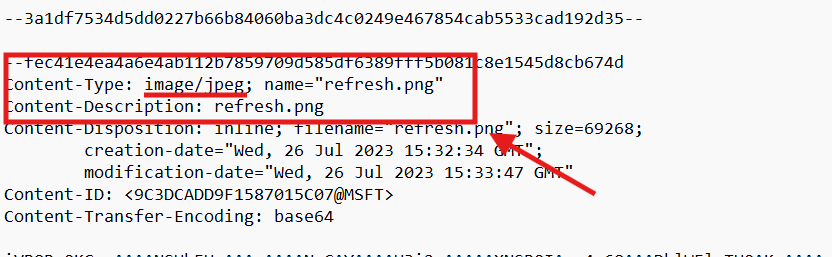 --3a1df7534d5dd0227b66b84060ba3dc4c0249e467854cab5533cad192d35--
--fec41e4ea4a6e4ab112b7859709d585df6389fff5b081c8e1545d8cb674d
Content-Type: image/jpeg; name="refresh.png"
Content-Description: refresh.png
Content-Disposition: inline; filename="refresh.png"; size=69268;
creation-date="Wed, 26 Jul 2023 15:32:34 GMT";
modification-date="Wed, 26 Jul 2023 15:33:47 GMT"
Content-ID: <9C3DCADD9F1587015C07@MSFT>
Content-Transfer-Encoding: base64